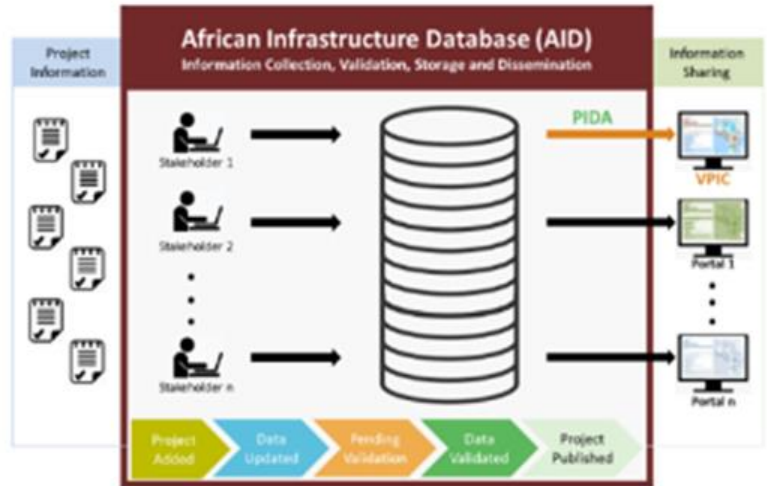 African Infrastructure Database (AID)
Information Collection, Validation, Storage and Dissemination
Project
Information
Information
Sharing
Stakeholder 1
PIDA
VPIC
Stakeholder 2
Portal 1
Stakeholder n
Portal n
Project
Added
Data
Updated
Pending
Validation
Data
Validated
Project
Published